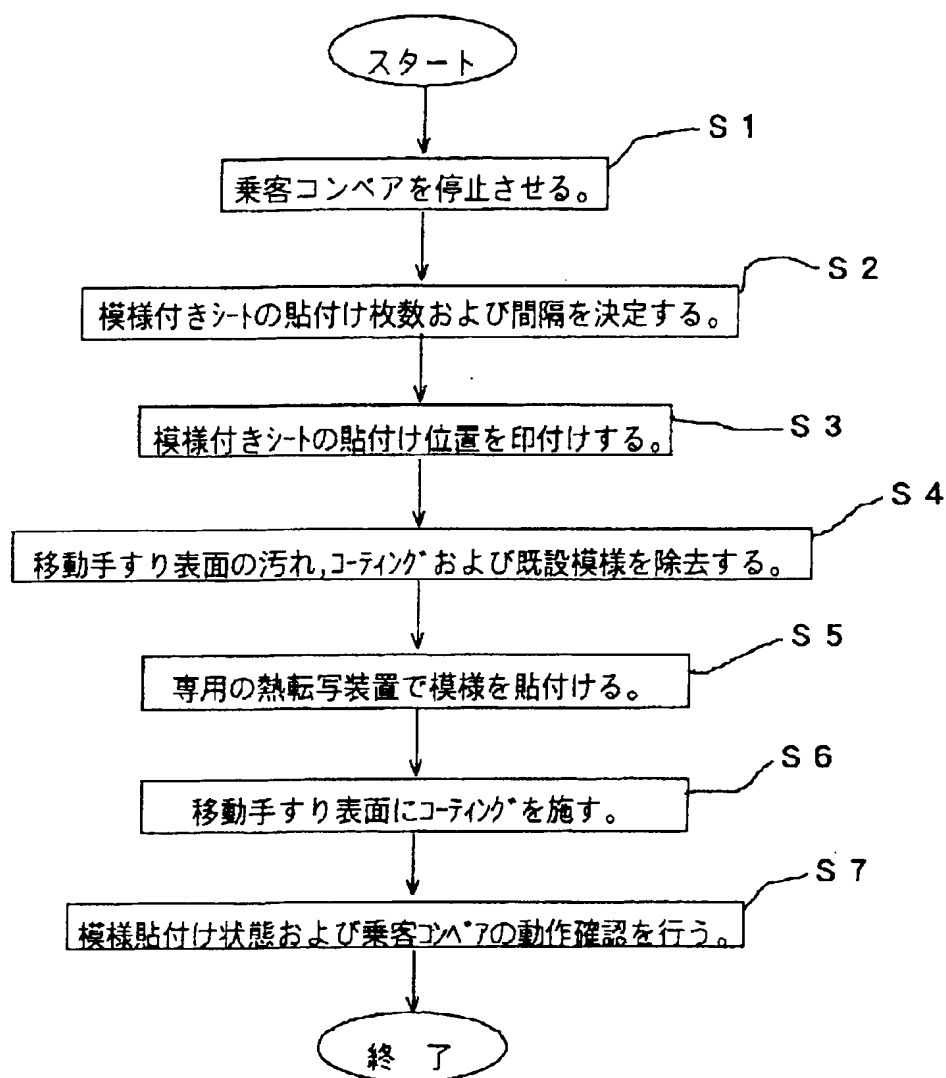 スタート
S1
乗客コンベアを停止させる。
S2
模様付きシートの貼付け枚数および間隔を決定する。
S3
模様付きシートの貼付け位置を印付けする。
S4
移動手すり表面の汚れ,コーティングおよび既設模様を除去する。
S5
専用の熱転写装置で模様を貼付ける。
S6
移動手すり表面にコーティングを施す。
S7
模様貼付け状態および乗客コンベアの動作確認を行う。
終 了